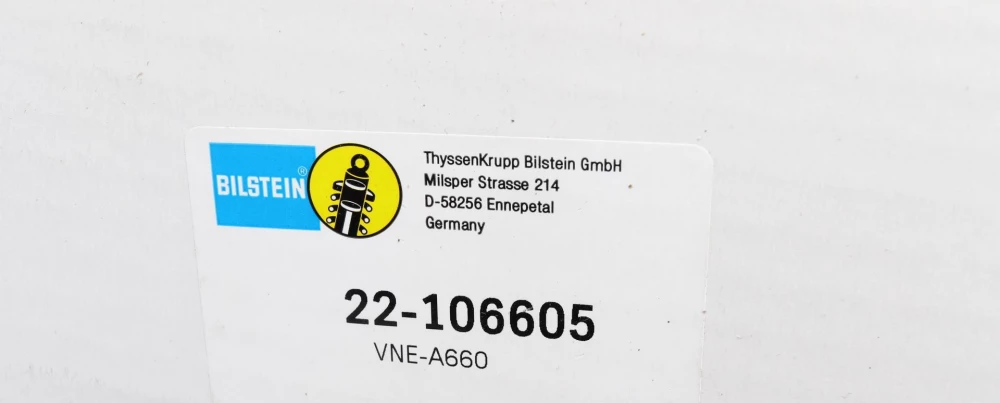 BILSTEIN®
ThyssenKrupp Bilstein GmbH
Milsper Strasse 214
D-58256 Ennepetal
Germany
22-106605
VNE-A660